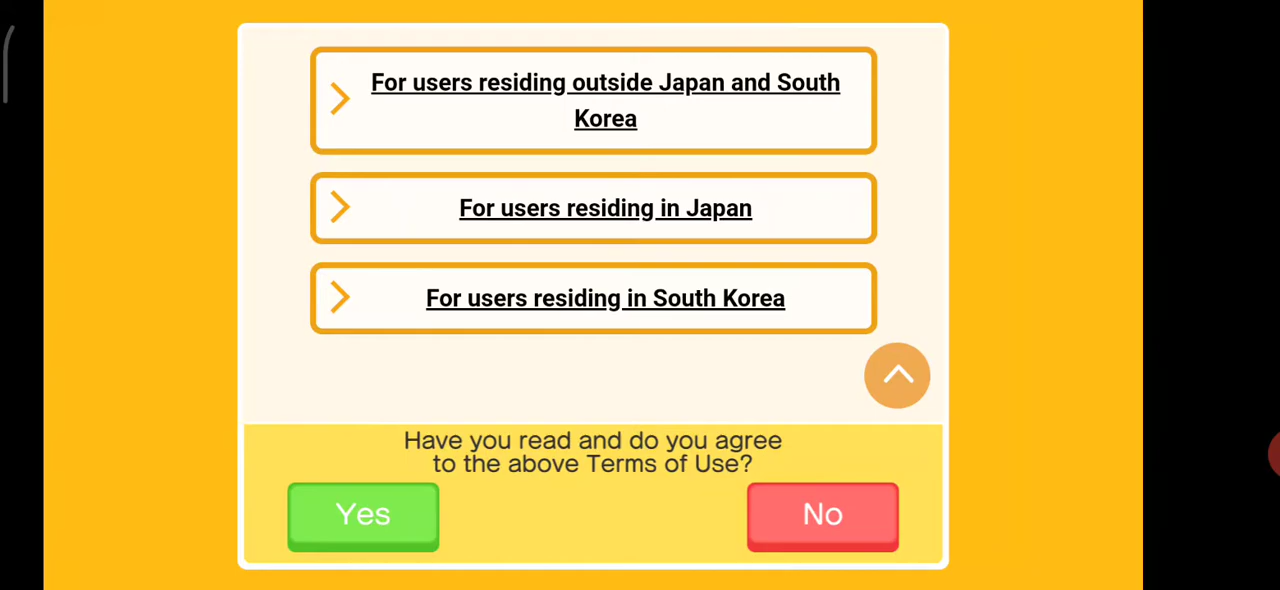 For users residing outside Japan and South
Korea
For users residing in Japan
For users residing in South Korea
Have you read and do you agree
to the above Terms of Use?
Yes
No